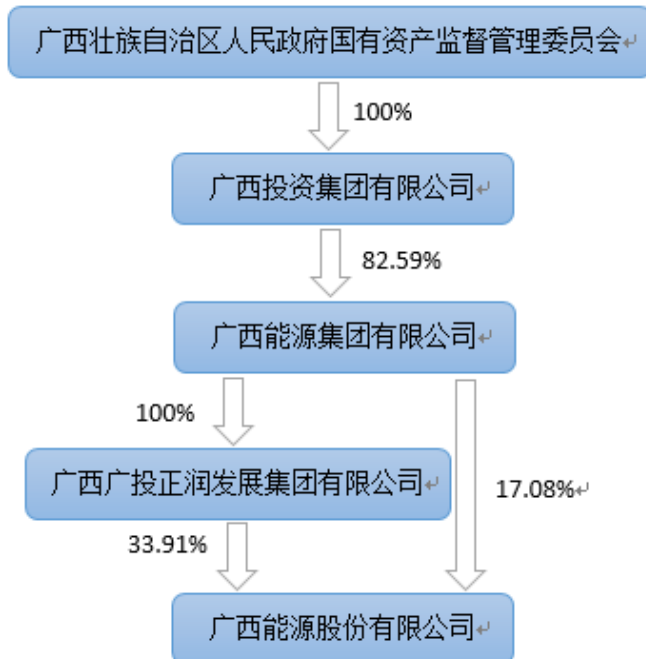 广西壮族自治区人民政府国有资产监督管理委员会
100%
广西投资集团有限公司
82.59%
广西能源集团有限公司
100%
广西广投正润发展集团有限公司
17.08%
33.91%
广西能源股份有限公司